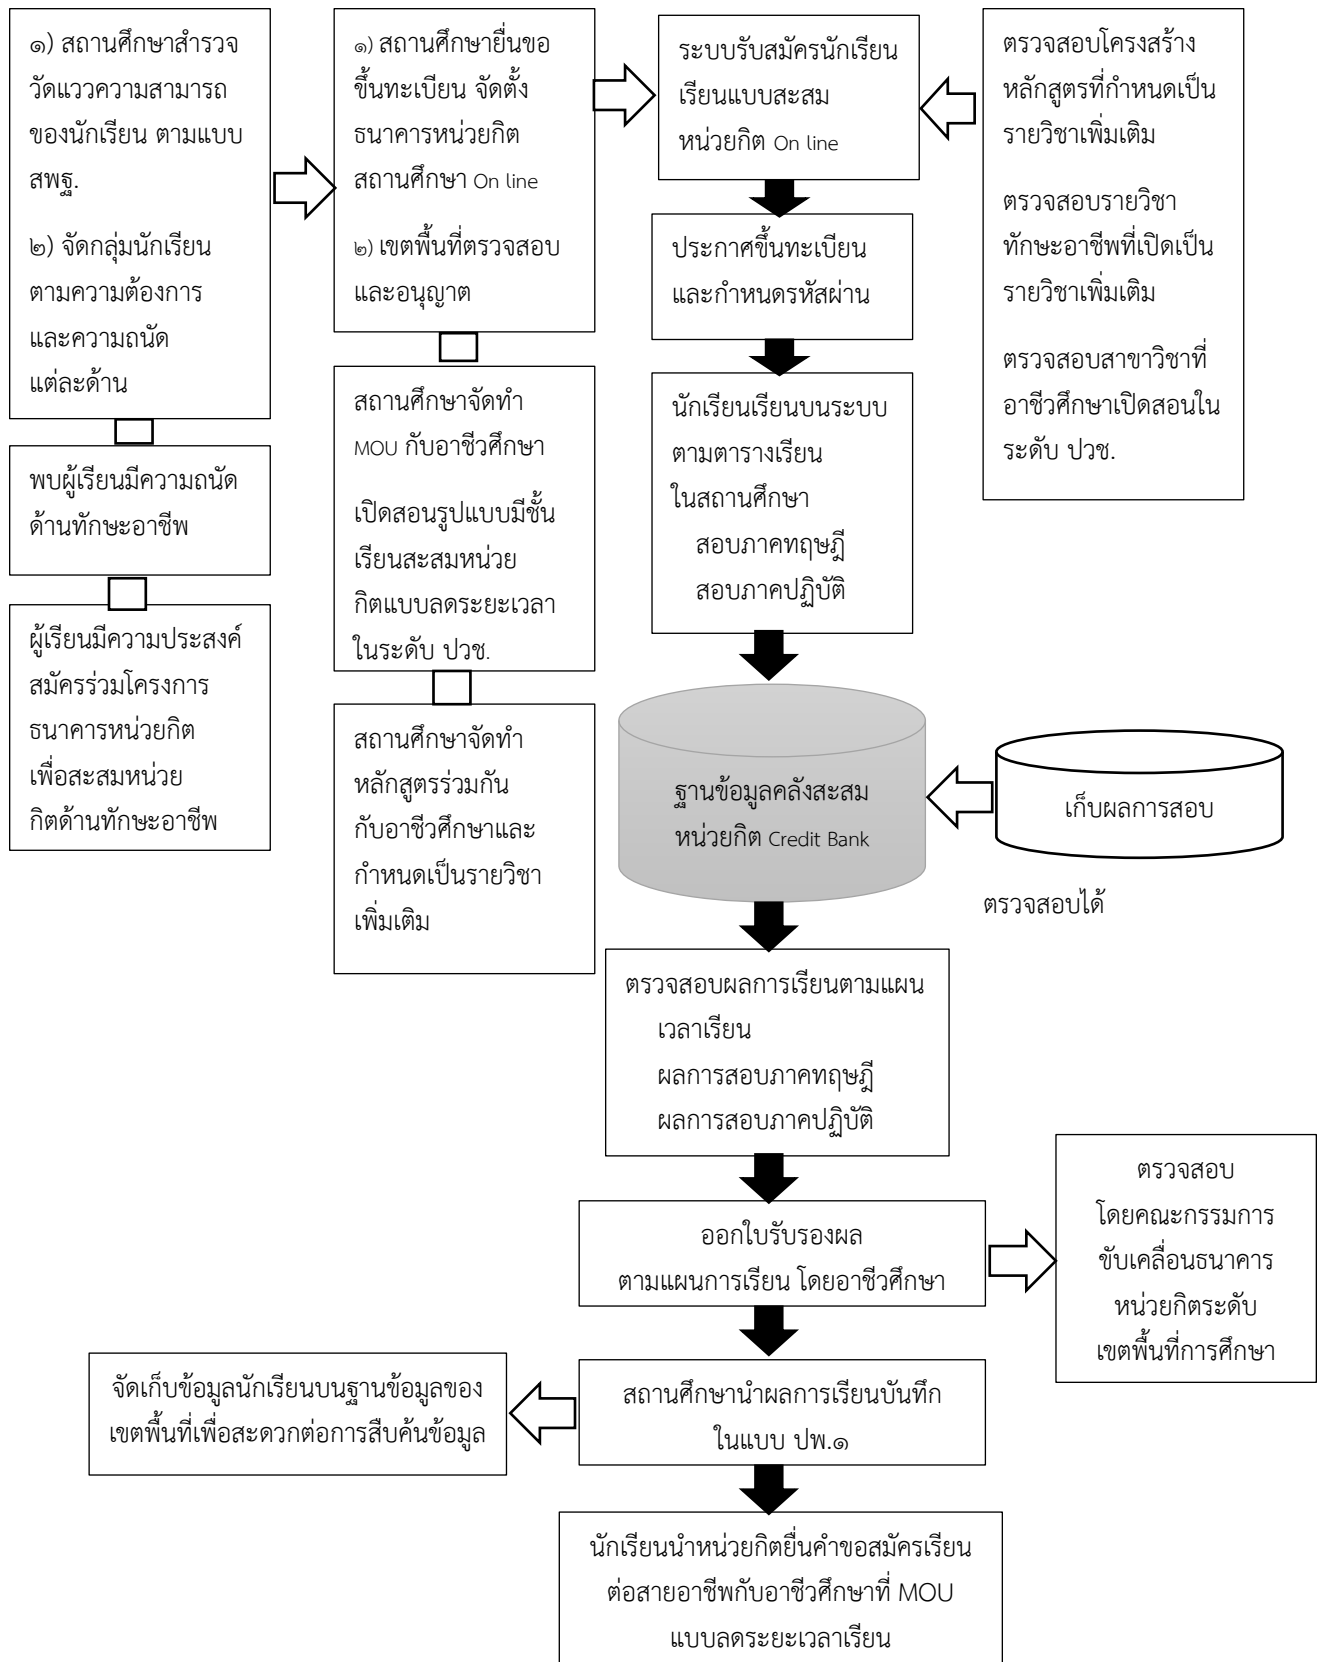 ๑) สถานศึกษาสำรวจ
วัดแววความสามารถ
ของนักเรียน ตามแบบ
สพฐ.
๒) จัดกลุ่มนักเรียน
ตามความต้องการ
และความถนัด
แต่ละด้าน
พบผู้เรียนมีความถนัด
ด้านทักษะอาชีพ
ผู้เรียนมีความประสงค์
สมัครร่วมโครงการ
ธนาคารหน่วยกิต
เพื่อสะสมหน่วย
กิตด้านทักษะอาชีพ
๑) สถานศึกษายื่นขอ
ขึ้นทะเบียน จัดตั้ง
ธนาคารหน่วยกิต
สถานศึกษา On line
๒) เขตพื้นที่ตรวจสอบ
และอนุญาต
สถานศึกษาจัดทำ
MOU กับอาชีวศึกษา
เปิดสอนรูปแบบมีชั้น
เรียนสะสมหน่วย
กิตแบบลดระยะเวลา
ในระดับ ปวช.
สถานศึกษาจัดทำ
หลักสูตรร่วมกัน
กับอาชีวศึกษาและ
กำหนดเป็นรายวิชา
เพิ่มเติม
ระบบรับสมัครนักเรียน
เรียนแบบสะสม
หน่วยกิต On line
ประกาศขึ้นทะเบียน
และกำหนดรหัสผ่าน
นักเรียนเรียนบนระบบ
ตามตารางเรียน
ในสถานศึกษา
สอบภาคทฤษฎี
สอบภาคปฏิบัติ
ตรวจสอบโครงสร้าง
หลักสูตรที่กำหนดเป็น
รายวิชาเพิ่มเติม
ตรวจสอบรายวิชา
ทักษะอาชีพที่เปิดเป็น
รายวิชาเพิ่มเติม
ตรวจสอบสาขาวิชาที่
อาชีวศึกษาเปิดสอนใน
ระดับ ปวช.
ฐานข้อมูลคลังสะสม
หน่วยกิต Credit Bank
เก็บผลการสอบ
ตรวจสอบได้
ตรวจสอบผลการเรียนตามแผน
เวลาเรียน
ผลการสอบภาคทฤษฎี
ผลการสอบภาคปฏิบัติ
ออกใบรับรองผล
ตามแผนการเรียน โดยอาชีวศึกษา
ตรวจสอบ
โดยคณะกรรมการ
ขับเคลื่อนธนาคาร
หน่วยกิตระดับ
เขตพื้นที่การศึกษา
สถานศึกษานำผลการเรียนบันทึก
ในแบบ ปพ.๑
จัดเก็บข้อมูลนักเรียนบนฐานข้อมูลของ
เขตพื้นที่เพื่อสะดวกต่อการสืบค้นข้อมูล
นักเรียนนำหน่วยกิตยื่นคำขอสมัครเรียน
ต่อสายอาชีพกับอาชีวศึกษาที่ MOU
แบบลดระยะเวลาเรียน